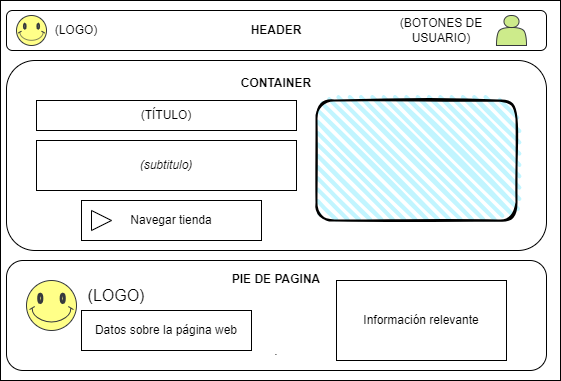 (LOGO)
HEADER
(BOTONES DE
USUARIO)
CONTAINER
(TÍTULO)
(subtitulo)
Navegar tienda
PIE DE PAGINA
(LOGO)
Datos sobre la página web
Información relevante